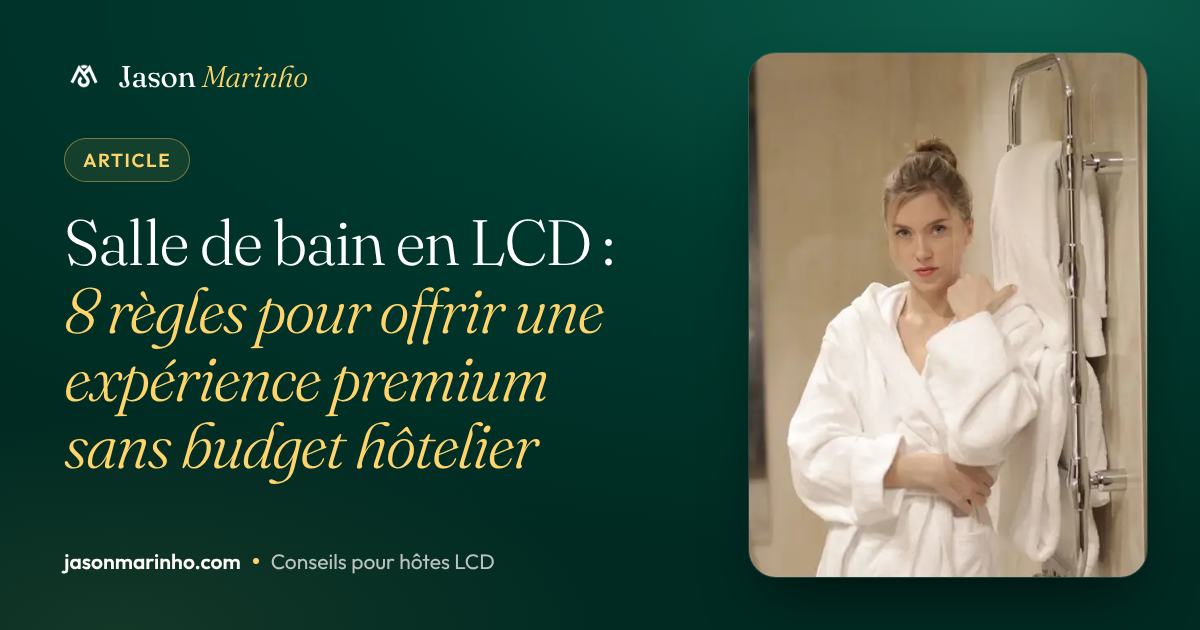 Jason Marinho
ARTICLE
Salle de bain en LCD :
8 règles pour offrir une
expérience premium
sans budget hôtelier
jasonmarinho.com • Conseils pour hôtes LCD